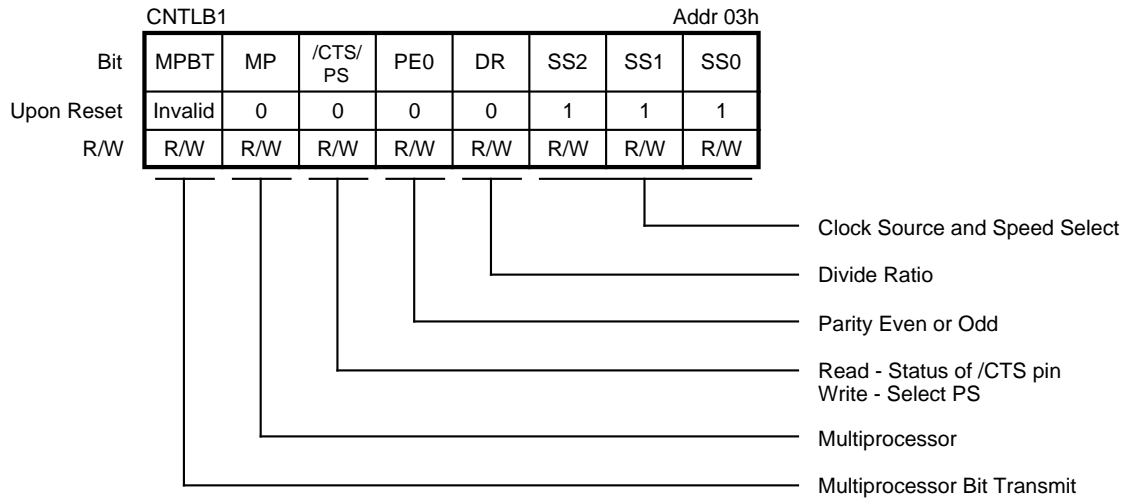 CNTLB1 Addr 03h
Bit MPBT MP /CTS/ PS PE0 DR SS2 SS1 SS0
Upon Reset Invalid 0 0 0 0 1 1 1
R/W R/W R/W R/W R/W R/W R/W R/W R/W
Clock Source and Speed Select
Divide Ratio
Parity Even or Odd
Read - Status of /CTS pin
Write - Select PS
Multiprocessor
Multiprocessor Bit Transmit